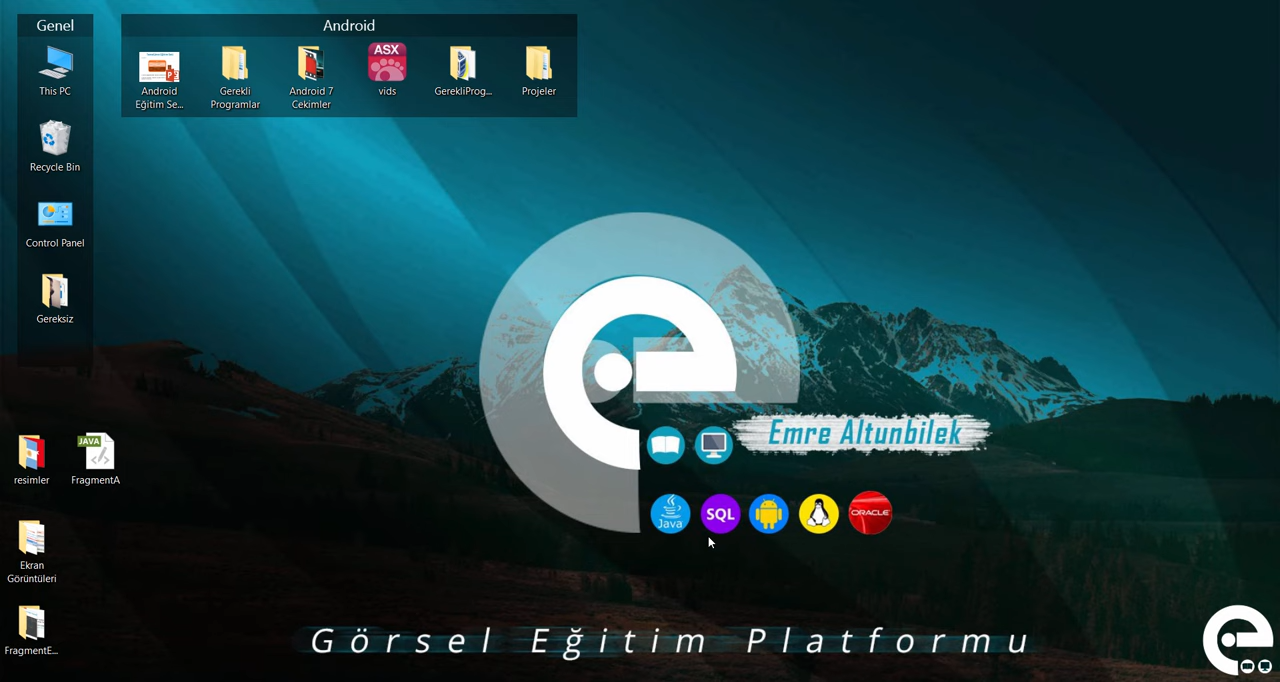 Genel
This PC
Recycle Bin
Control Panel
Gereksiz
Android
Android
Eğitim Se...
Gerekli
Programlar
Android 7
Cekimler
ASX
vids
GerekliProg...
Projeler
resimler
JAVA
FragmentA
Ekran
Görüntüleri
FragmentE...
Emre Altunbilek
Java
SQL
ORACLE
Görsel Eğitim Platformu